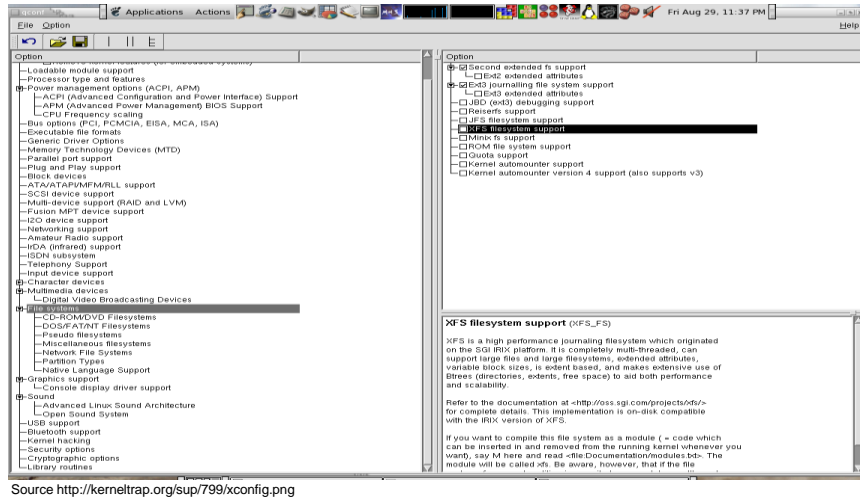 Applications Actions Fri Aug 29, 11:37 PM
File Option Help
Option
Loadable module support
Processor type and features
Power management options (ACPI, APM)
ACPI (Advanced Configuration and Power Interface) Support
APM (Advanced Power Management) BIOS Support
CPU Frequency scaling
Bus options (PCI, PCMCIA, EISA, MCA, ISA)
Executable file formats
Generic Driver Options
Memory Technology Devices (MTD)
Parallel port support
Plug and Play support
Block devices
ATA/ATAPI/MFM/RLL support
SCSI device support
Multi-device support (RAID and LVM)
Fusion MPT device support
I2O device support
Networking support
Amateur Radio support
IrDA (infrared) support
ISDN subsystem
Telephony Support
Input device support
Character devices
Multimedia devices
Digital Video Broadcasting Devices
File systems
CD-ROM/DVD Filesystems
DOS/FAT/NT Filesystems
Pseudo filesystems
Miscellaneous filesystems
Network File Systems
Partition Types
Native Language Support
Graphics support
Console display driver support
Sound
Advanced Linux Sound Architecture
Open Sound System
USB support
Bluetooth support
Kernel hacking
Security options
Cryptographic options
Library routines
Option
Second extended fs support
Ext2 extended attributes
Ext3 journalling file system support
Ext3 extended attributes
JBD (ext3) debugging support
Reiserfs support
JFS filesystem support
XFS filesystem support
Minix fs support
ROM file system support
Quota support
Kernel automounter support
Kernel automounter version 4 support (also supports v3)
XFS filesystem support (XFS_FS)
XFS is a high performance journaling filesystem which originated
on the SGI IRIX platform. It is completely multi-threaded, can
support large files and large filesystems, extended attributes,
variable block sizes, is extent based, and makes extensive use of
Btrees (directories, extents, free space) to aid both performance
and scalability.
Refer to the documentation at <http://oss.sgi.com/projects/xfs/>
for complete details. This implementation is on-disk compatible
with the IRIX version of XFS.
If you want to compile this file system as a module ( = code which
can be inserted in and removed from the running kernel whenever you
want), say M here and read <file:Documentation/modules.txt>. The
module will be called xfs. Be aware, however, that if the file
Source http://kerneltrap.org/sup/799/xconfig.png